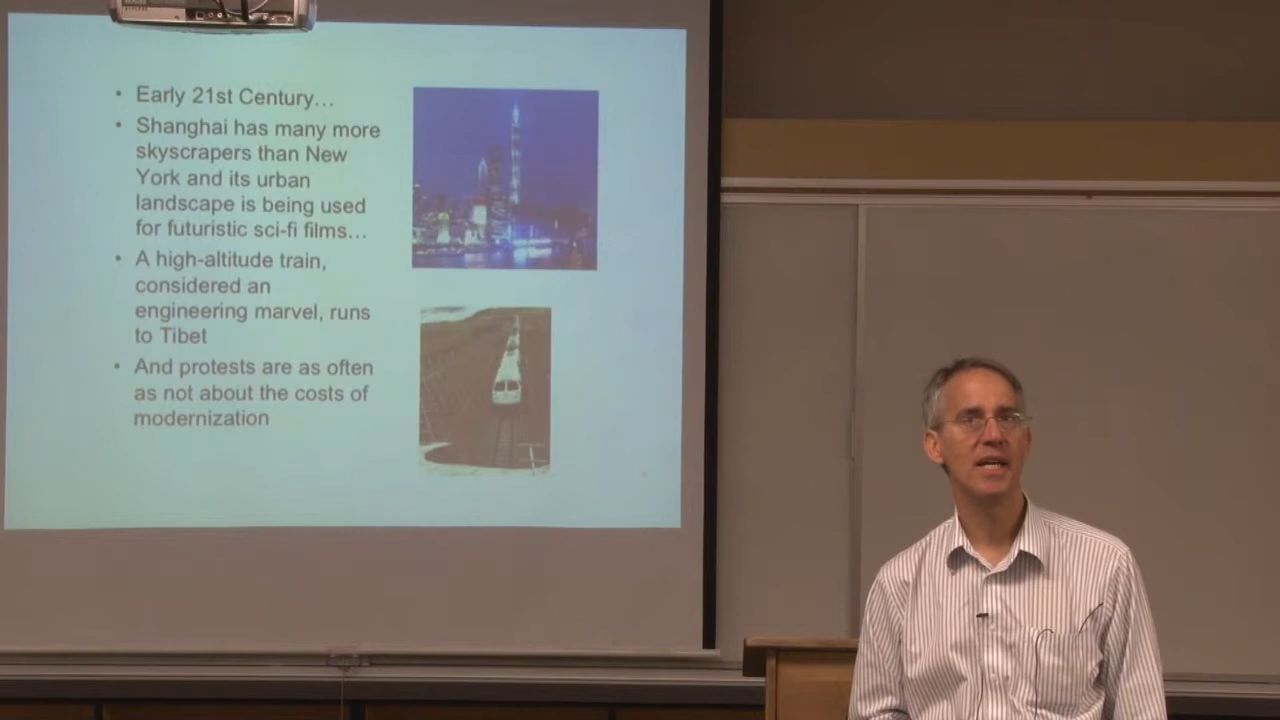 • Early 21st Century…
• Shanghai has many more
skyscrapers than New
York and its urban
landscape is being used
for futuristic sci-fi films…
• A high-altitude train,
considered an
engineering marvel, runs
to Tibet
• And protests are as often
as not about the costs of
modernization